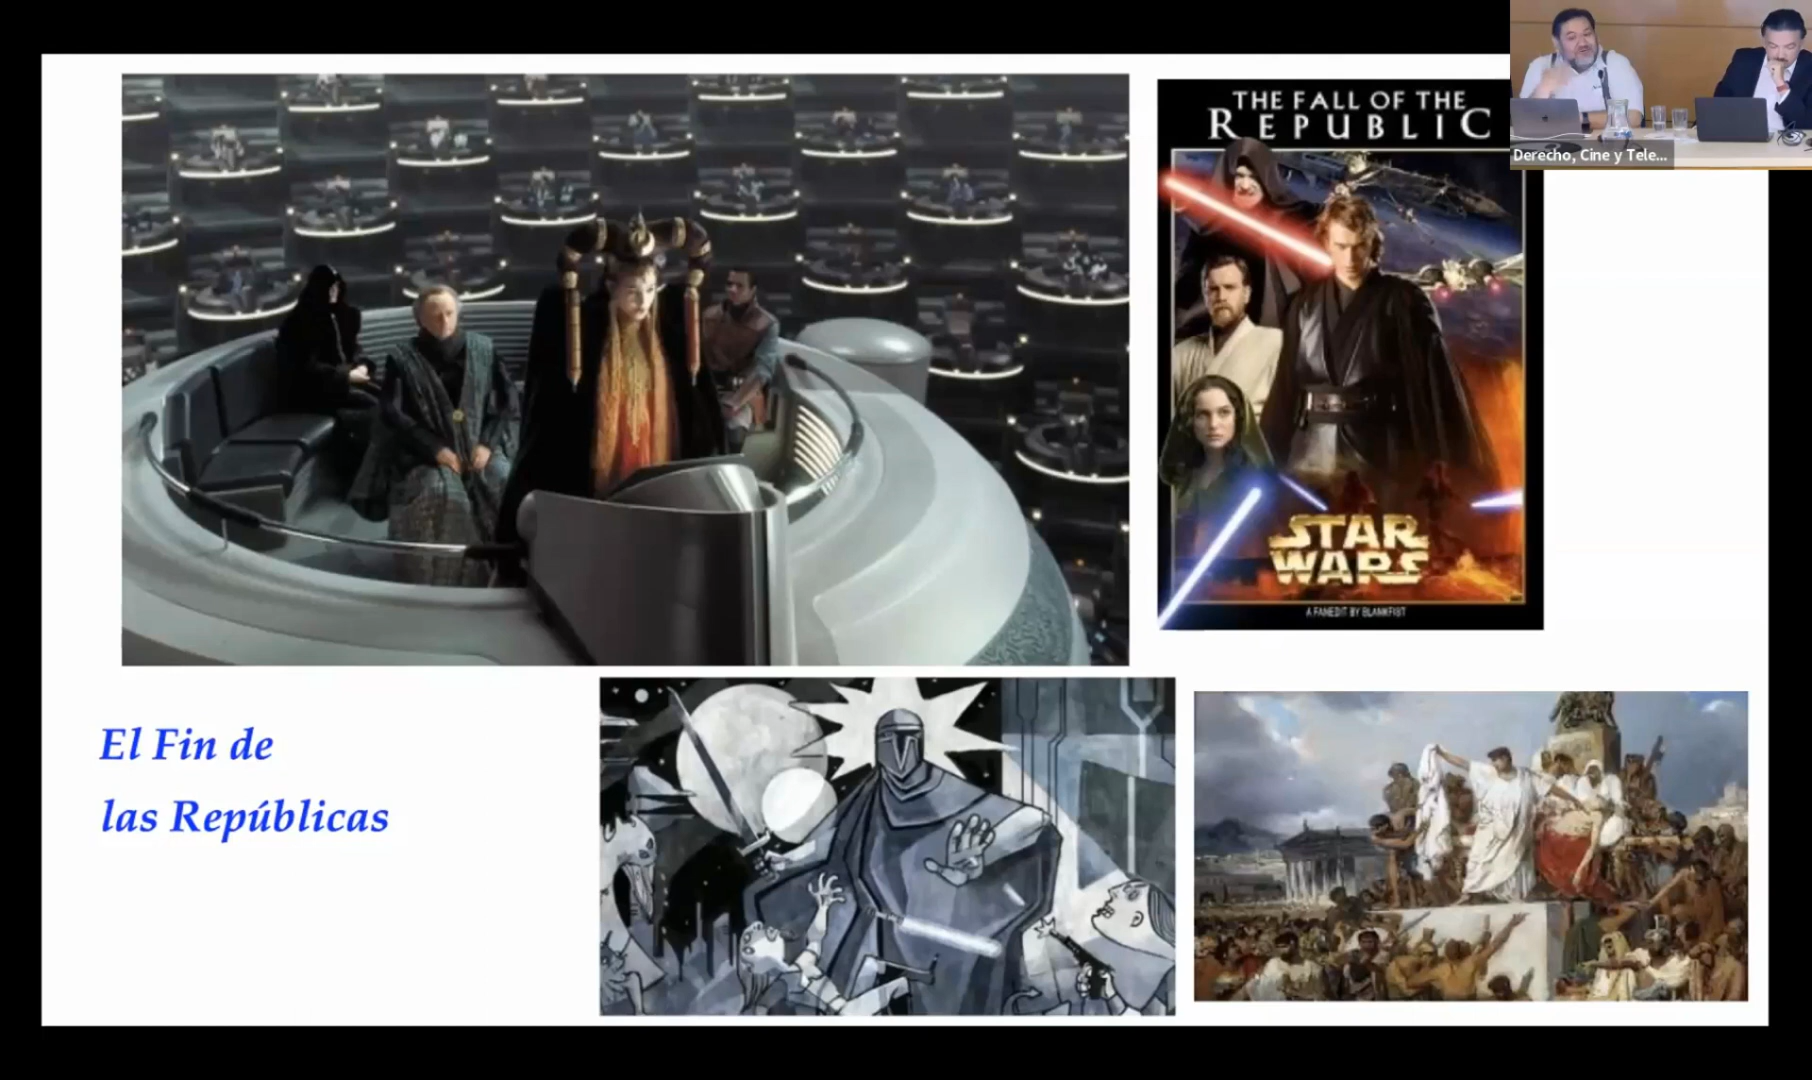 THE FALL OF THE
REPUBLIC
Derecho, Cine y Tele...
STAR
WARS
A FANEDIT BY BLANKFIST
El Fin de
las Repúblicas